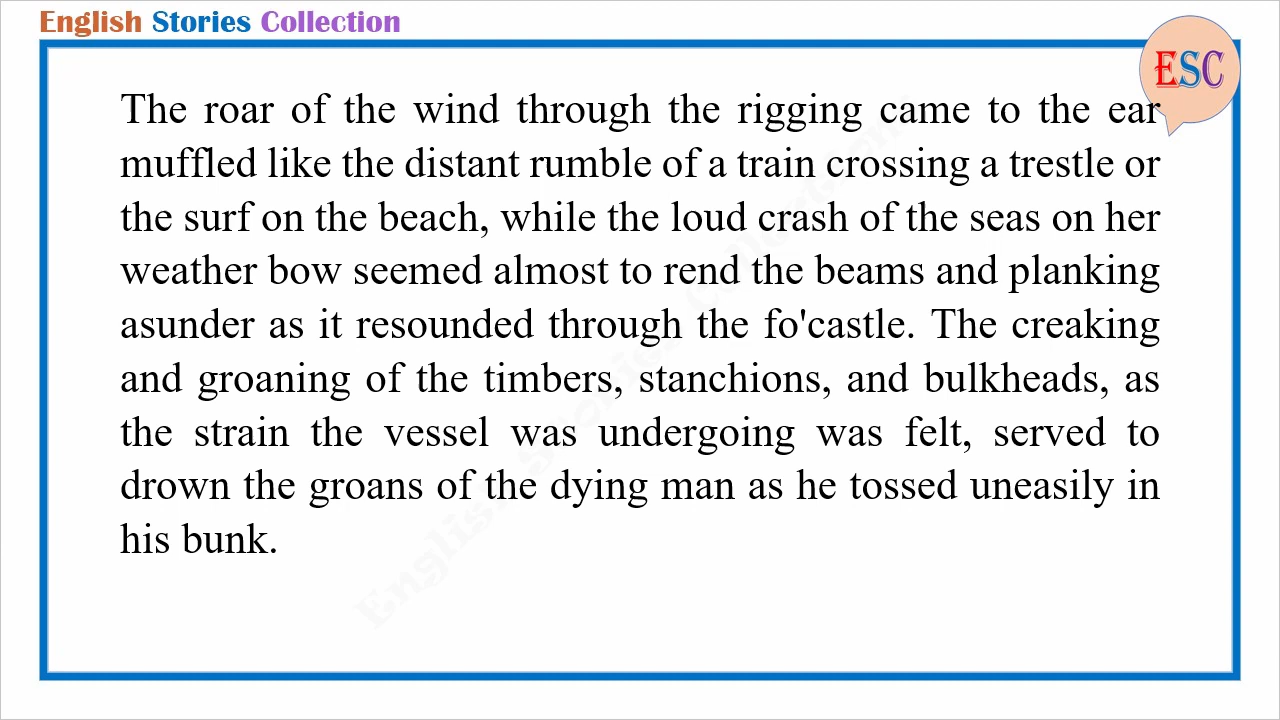 English Stories Collection
ESC
The roar of the wind through the rigging came to the ear
muffled like the distant rumble of a train crossing a trestle or
the surf on the beach, while the loud crash of the seas on her
weather bow seemed almost to rend the beams and planking
asunder as it resounded through the fo'castle. The creaking
and groaning of the timbers, stanchions, and bulkheads, as
the strain the vessel was undergoing was felt, served to
drown the groans of the dying man as he tossed uneasily in
his bunk.
English Stories Collection